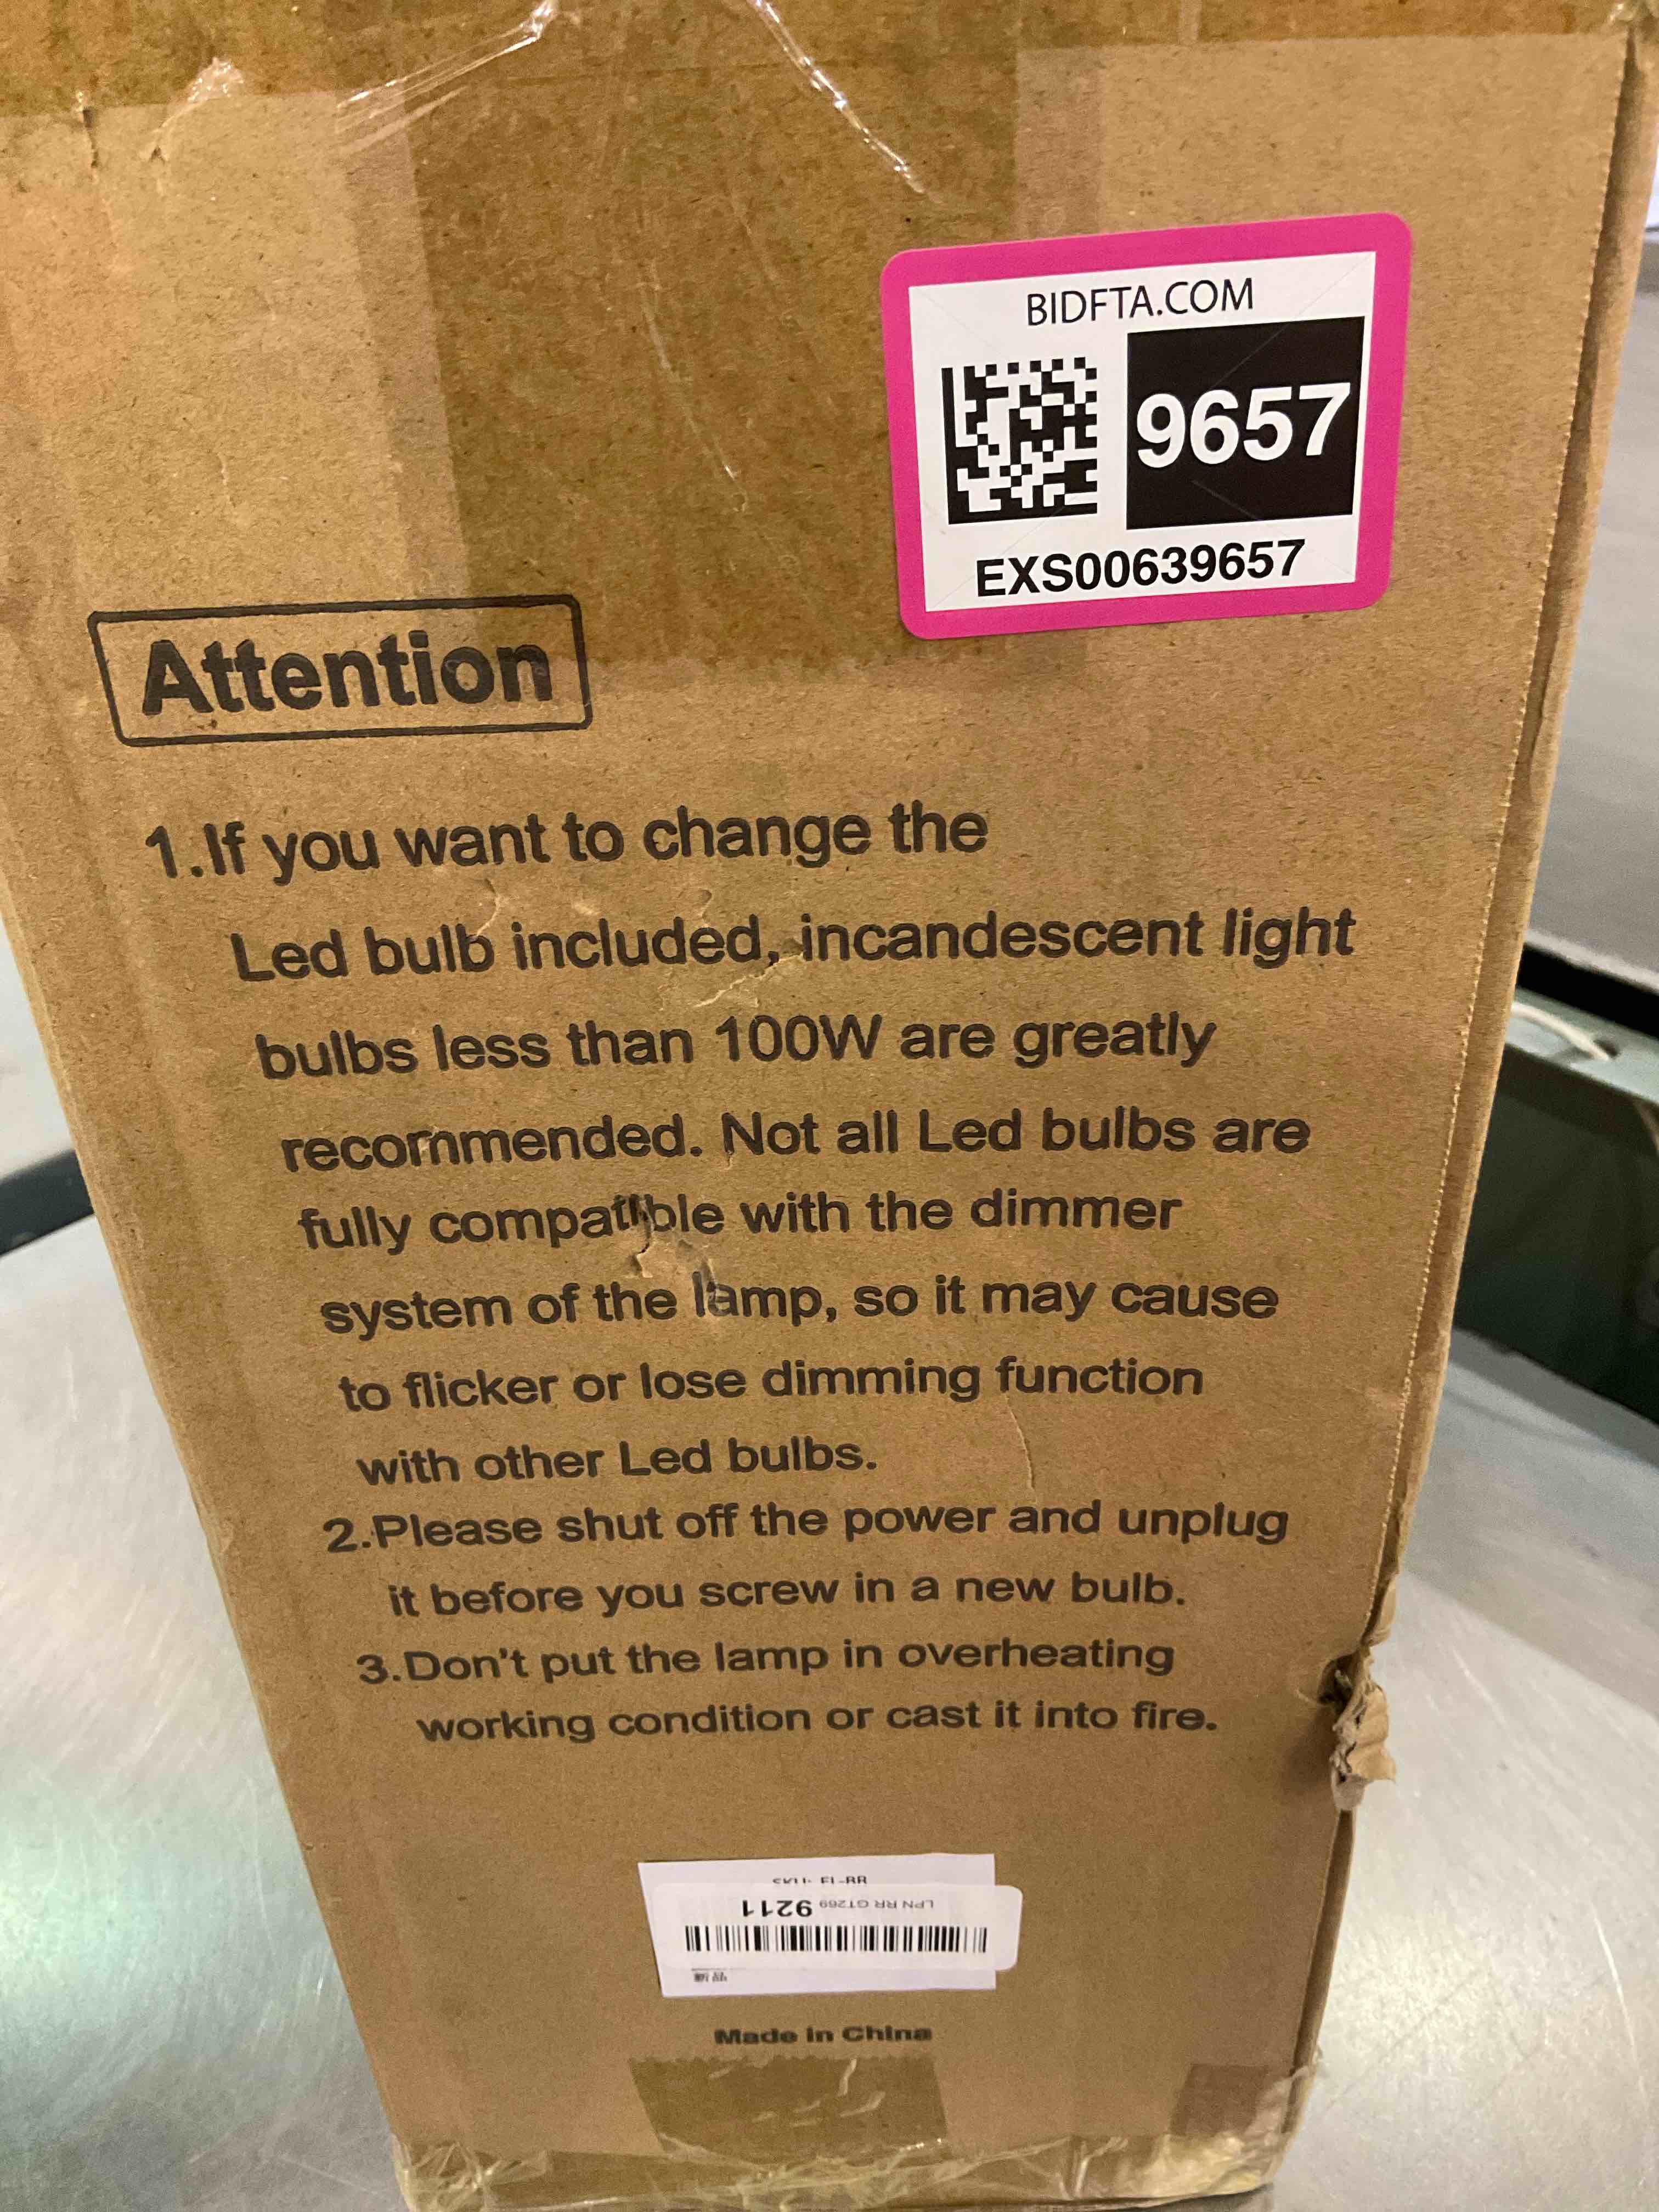 BIDFTA.COM
9657
EXS00639657
Attention
1.If you want to change the
Led bulb included, incandescent light
bulbs less than 100W are greatly
recommended. Not all Led bulbs are
fully compatible with the dimmer
system of the lamp, so it may cause
to flicker or lose dimming function
with other Led bulbs.
2.Please shut off the power and unplug
it before you screw in a new bulb.
3.Don't put the lamp in overheating
working condition or cast it into fire.
LPN RR GT269 9211
Made in China